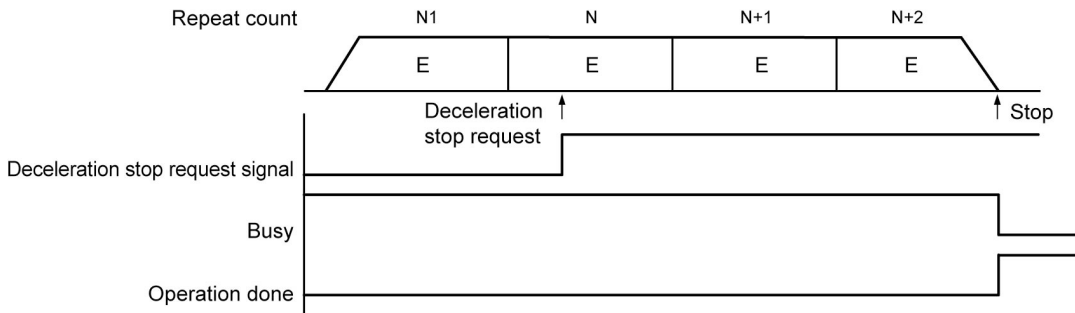 Repeat count N1 N N+1 N+2
E E E E
Deceleration
stop request
Stop
Deceleration stop request signal
Busy
Operation done